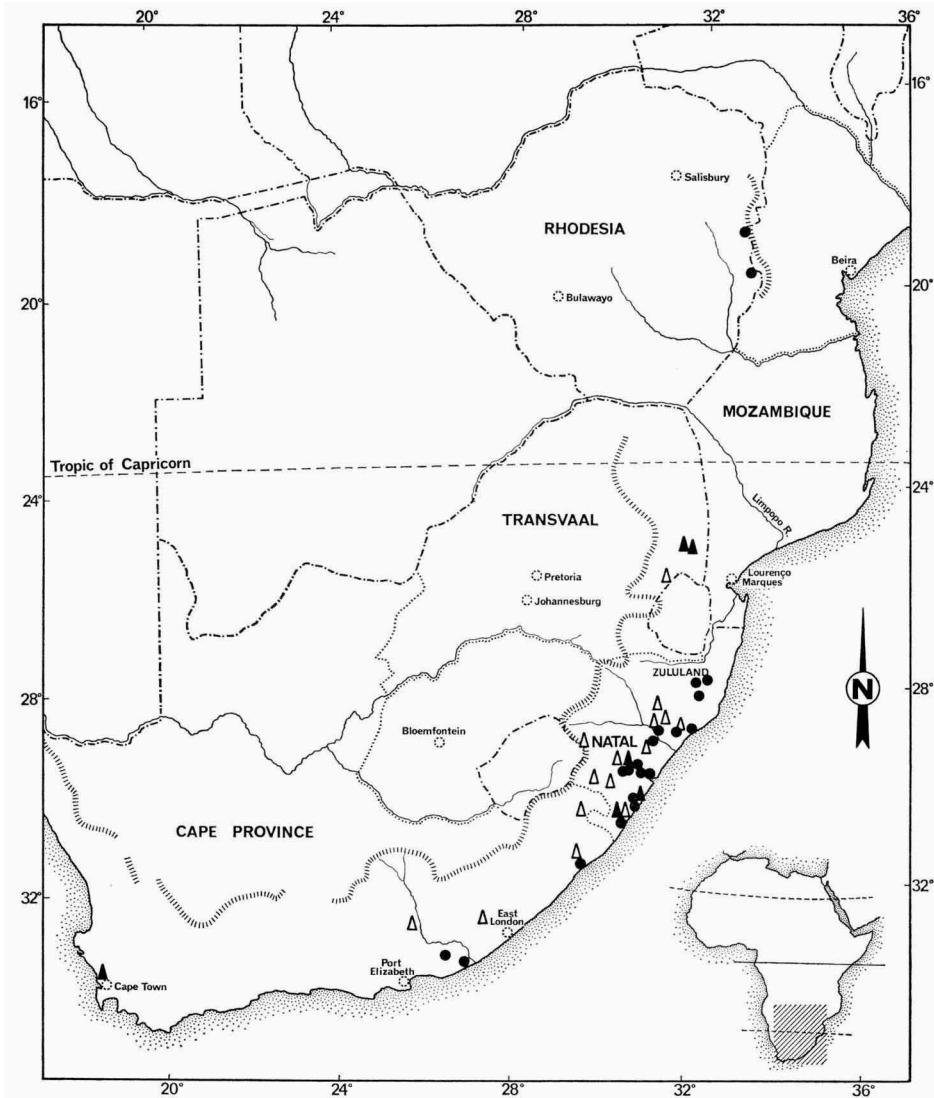 20° 24° 28° 32° 36°
16° 16°
Salisbury
RHODESIA
Beira
20° 20°
Bulawayo
MOZAMBIQUE
Tropic of Capricorn
24° 24°
Limpopo R
TRANSVAAL
Pretoria
Lourenço
Marques
Johannesburg
ZULULAND
28° 28°
N
Bloemfontein
NATAL
CAPE PROVINCE
32° 32°
East
London
Port
Elizabeth
Cape Town
20° 24° 28° 32° 36°